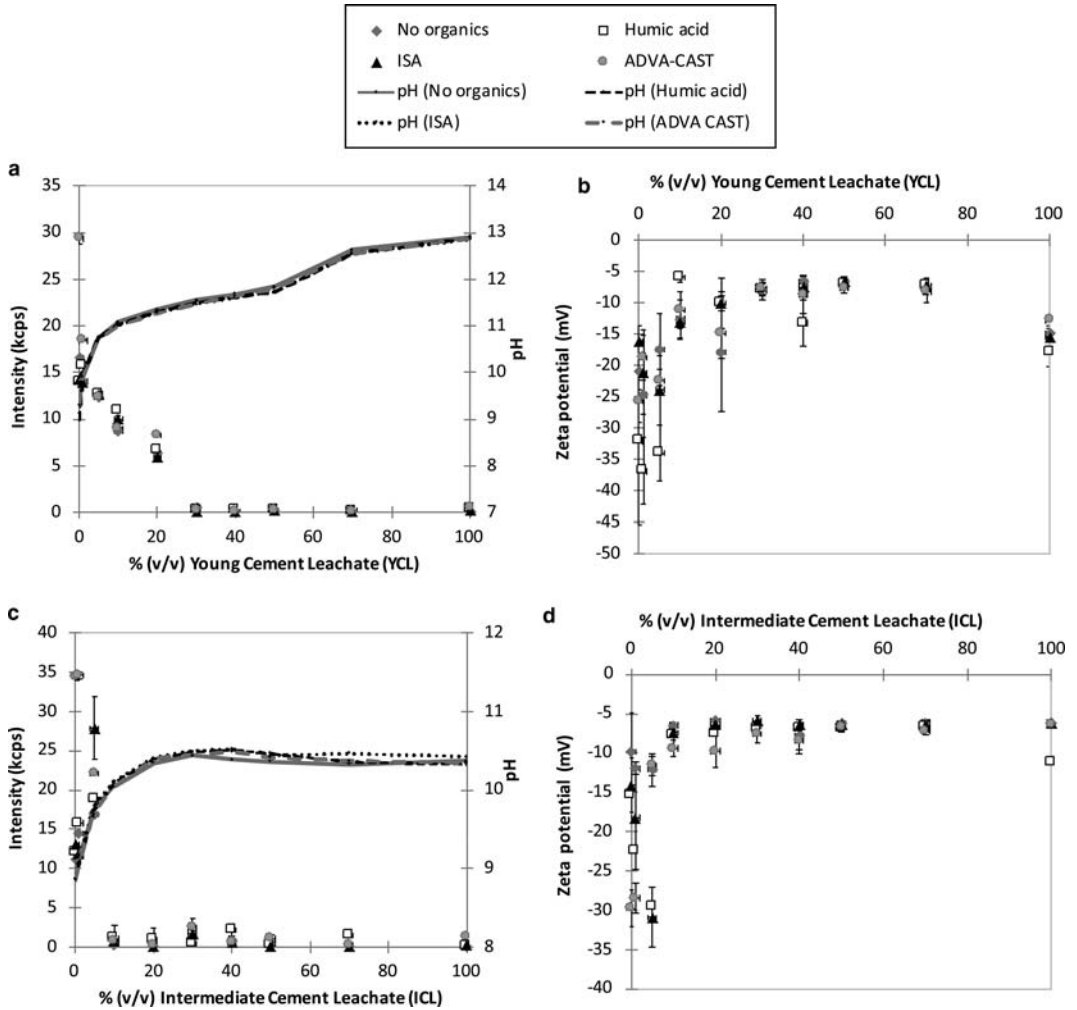 No organics
Humic acid
ISA
ADVA-CAST
pH (No organics)
pH (Humic acid)
pH (ISA)
pH (ADVA CAST)
a
35
30
25
20
15
10
5
0
Intensity (kcps)
14
13
12
11
10
9
8
7
pH
0 20 40 60 80 100
% (v/v) Young Cement Leachate (YCL)
b
% (v/v) Young Cement Leachate (YCL)
0 20 40 60 80 100
0
-5
-10
-15
-20
-25
-30
-35
-40
-45
-50
Zeta potential (mV)
c
40
35
30
25
20
15
10
5
0
Intensity (kcps)
12
11
10
9
8
pH
0 20 40 60 80 100
% (v/v) Intermediate Cement Leachate (ICL)
d
% (v/v) Intermediate Cement Leachate (ICL)
0 20 40 60 80 100
0
-5
-10
-15
-20
-25
-30
-35
-40
Zeta potential (mV)